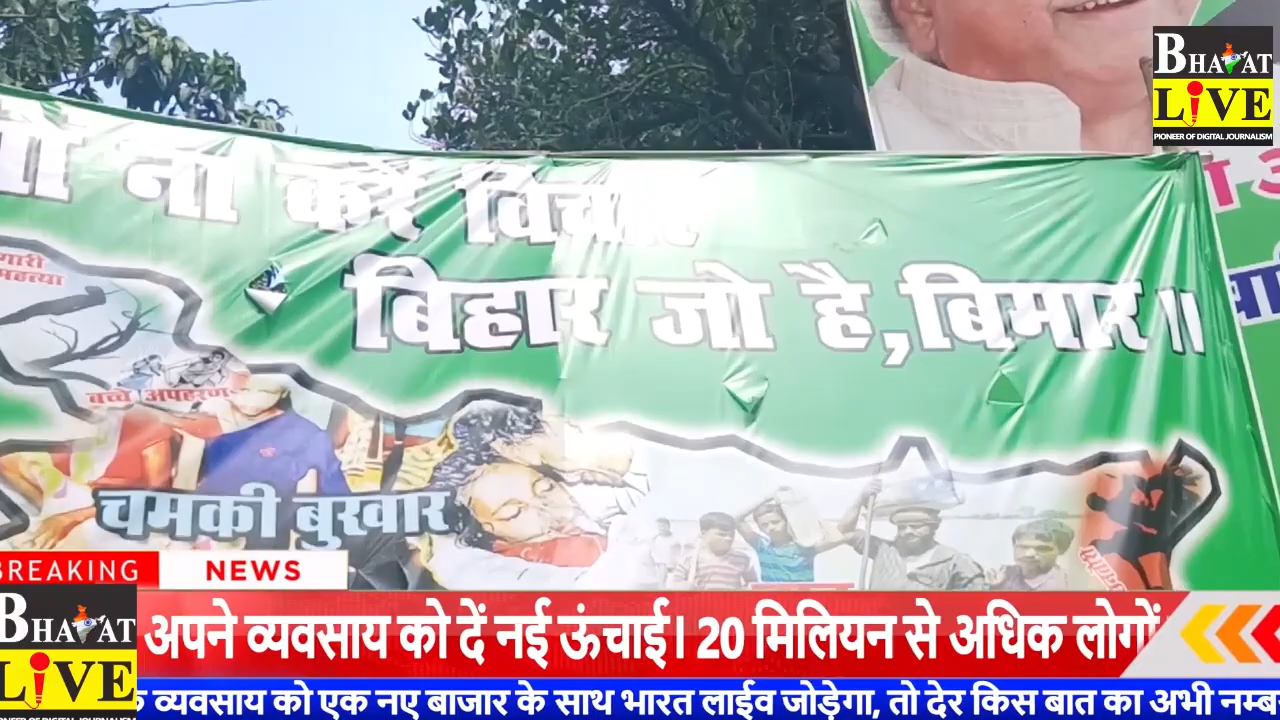 BHARAT
LIVE
PIONEER OF DIGITAL JOURNALISM
ना करें विचार
बिहार जो है, बिमार॥
बच्चे अपहरण
चमकी बुखार
BREAKING NEWS
BHARAT
LIVE
अपने व्यवसाय को दें नई ऊंचाई। 20 मिलियन से अधिक लोगों
व्यवसाय को एक नए बाजार के साथ भारत लाईव जोड़ेगा, तो देर किस बात का अभी नम्ब